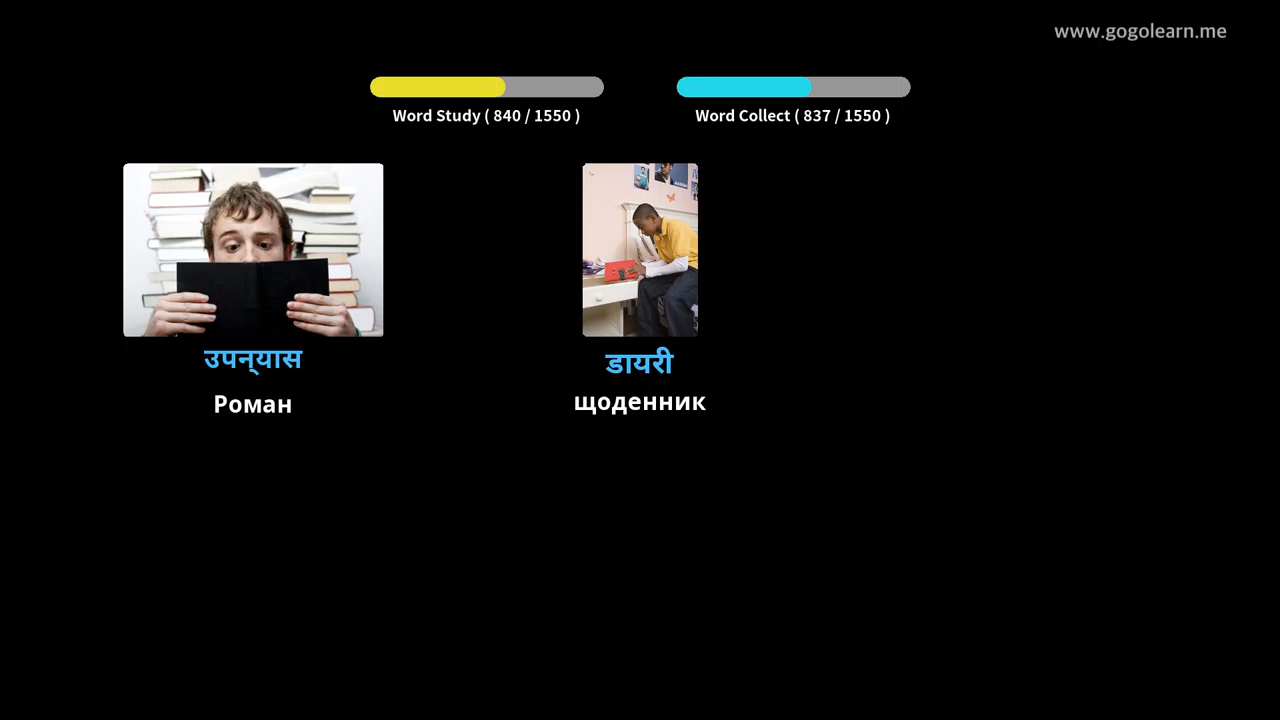 www.gogolearn.me
Word Study ( 840 / 1550 )
Word Collect ( 837 / 1550 )
उपन्यास
Роман
डायरी
щоденник